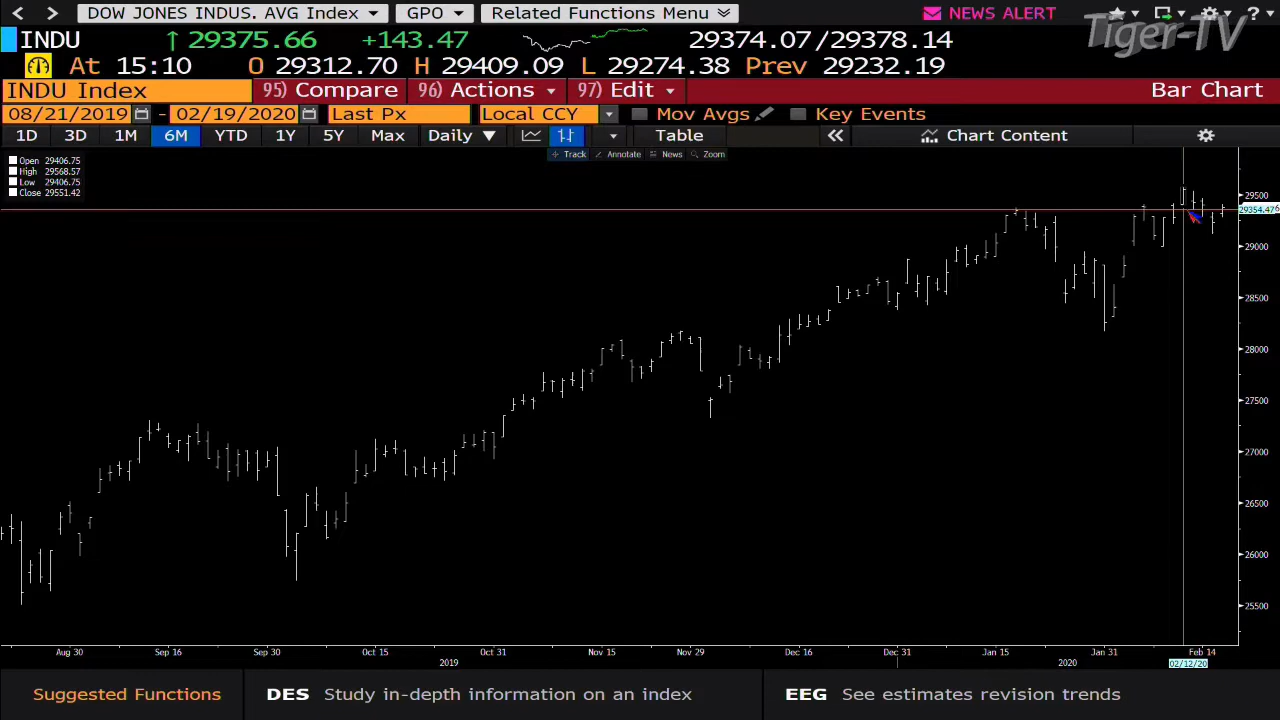 DOW JONES INDUS. AVG Index GPO Related Functions Menu NEWS ALERT ?
Tiger-TV
INDU 29375.66 +143.47 29374.07/29378.14
At 15:10 O 29312.70 H 29409.09 L 29274.38 Prev 29232.19
INDU Index 95) Compare 96) Actions 97) Edit Bar Chart
08/21/2019 - 02/19/2020 Last Px Local CCY Mov Avgs Key Events
1D 3D 1M 6M YTD 1Y 5Y Max Daily Table Chart Content
Track Annotate News Zoom
Open 29406.75
High 29568.57
Low 29406.75
Close 29551.42
29500
29354.47
29000
28500
28000
27500
27000
26500
26000
25500
Aug 30 Sep 16 Sep 30 Oct 15 Oct 31 Nov 15 Nov 29 Dec 16 Dec 31 Jan 15 Jan 31 Feb 14
2019 2020 02/12/20
Suggested Functions DES Study in-depth information on an index EEG See estimates revision trends